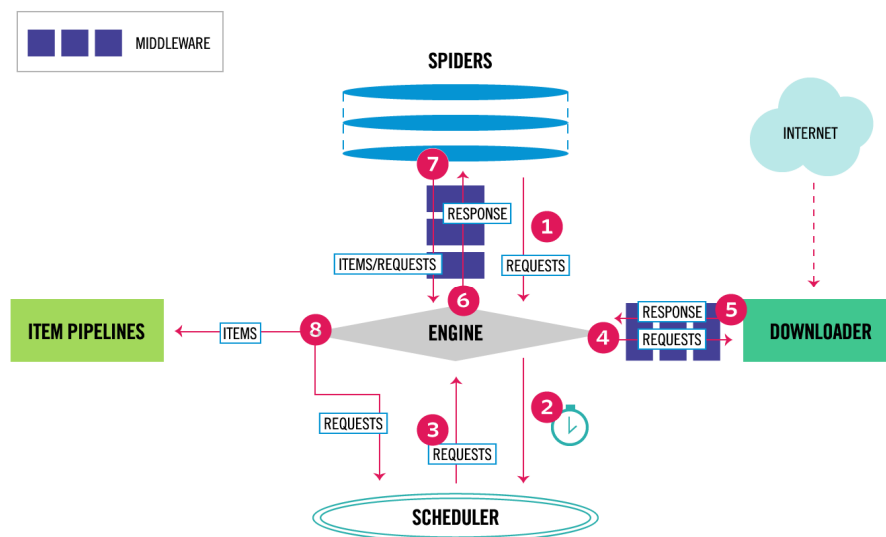 MIDDLEWARE
SPIDERS
INTERNET
7
RESPONSE
1
ITEMS/REQUESTS
REQUESTS
6
ITEM PIPELINES
ITEMS
8
ENGINE
4
RESPONSE
5
REQUESTS
DOWNLOADER
2
REQUESTS
3
REQUESTS
SCHEDULER